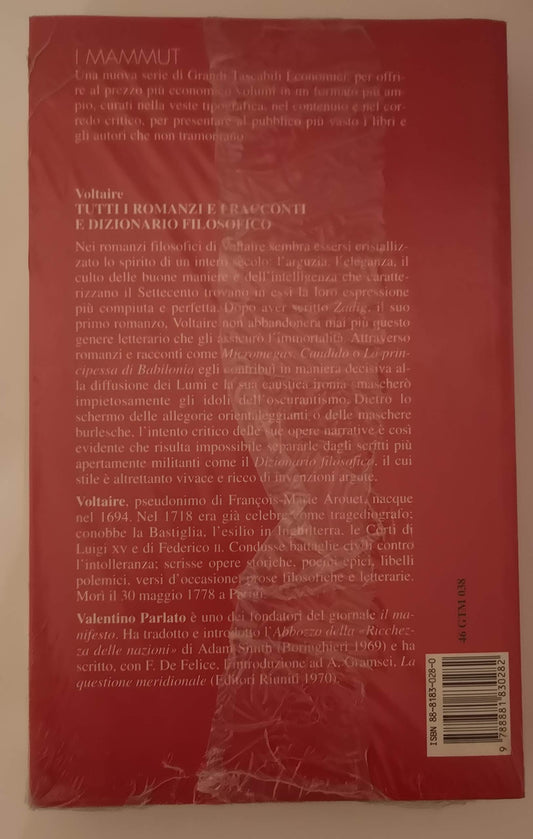 I MAMMUT
Una nuova serie di Grandi Tascabili Economici, per offri-
re al prezzo più economico volumi in un formato più am-
pio, curati nella veste tipografica, nel contenuto e nel cor-
redo critico, per presentare al pubblico più vasto i libri e
gli autori che non tramontano.
Voltaire
TUTTI I ROMANZI E I RACCONTI
E DIZIONARIO FILOSOFICO
Nei romanzi filosofici di Voltaire sembra essersi cristalliz-
zato lo spirito di un intero secolo: l'arguzia, l'eleganza, il
culto delle buone maniere e dell'intelligenza che caratte-
rizzano il Settecento trovano in essi la loro espressione
più compiuta e perfetta. Dopo aver scritto Zadig, il suo
primo romanzo, Voltaire non abbandonerà mai più questo
genere letterario che gli assicurò l'immortalità. Attraverso
romanzi e racconti come Micromegas, Candido o La prin-
cipessa di Babilonia egli contribuì in maniera decisiva al-
la diffusione dei Lumi e la sua caustica ironia smascherò
impietosamente gli idoli dell'oscurantismo. Dietro lo
schermo delle allegorie orientaleggianti o delle maschere
burlesche, l'intento critico delle sue opere narrative è così
evidente che risulta impossibile separarle dagli scritti più
apertamente militanti come il Dizionario filosofico, il cui
stile è altrettanto vivace e ricco di invenzioni argute.
Voltaire, pseudonimo di François-Marie Arouet, nacque
nel 1694. Nel 1718 era già celebre come tragediografo;
conobbe la Bastiglia, l'esilio in Inghilterra, le Corti di
Luigi XV e di Federico II. Condusse battaglie civili contro
l'intolleranza; scrisse opere storiche, poemi epici, libelli
polemici, versi d'occasione, prose filosofiche e letterarie.
Morì il 30 maggio 1778 a Parigi.
Valentino Parlato è uno dei fondatori del giornale il ma-
nifesto. Ha tradotto e introdotto l'Abbozzo della «Ricchez-
za delle nazioni» di Adam Smith (Boringhieri 1969) e ha
scritto, con F. De Felice, l'introduzione ad A. Gramsci, La
questione meridionale (Editori Riuniti 1970).
46 GTEM 038
ISBN 88-8183-028-0
9 788881 830282